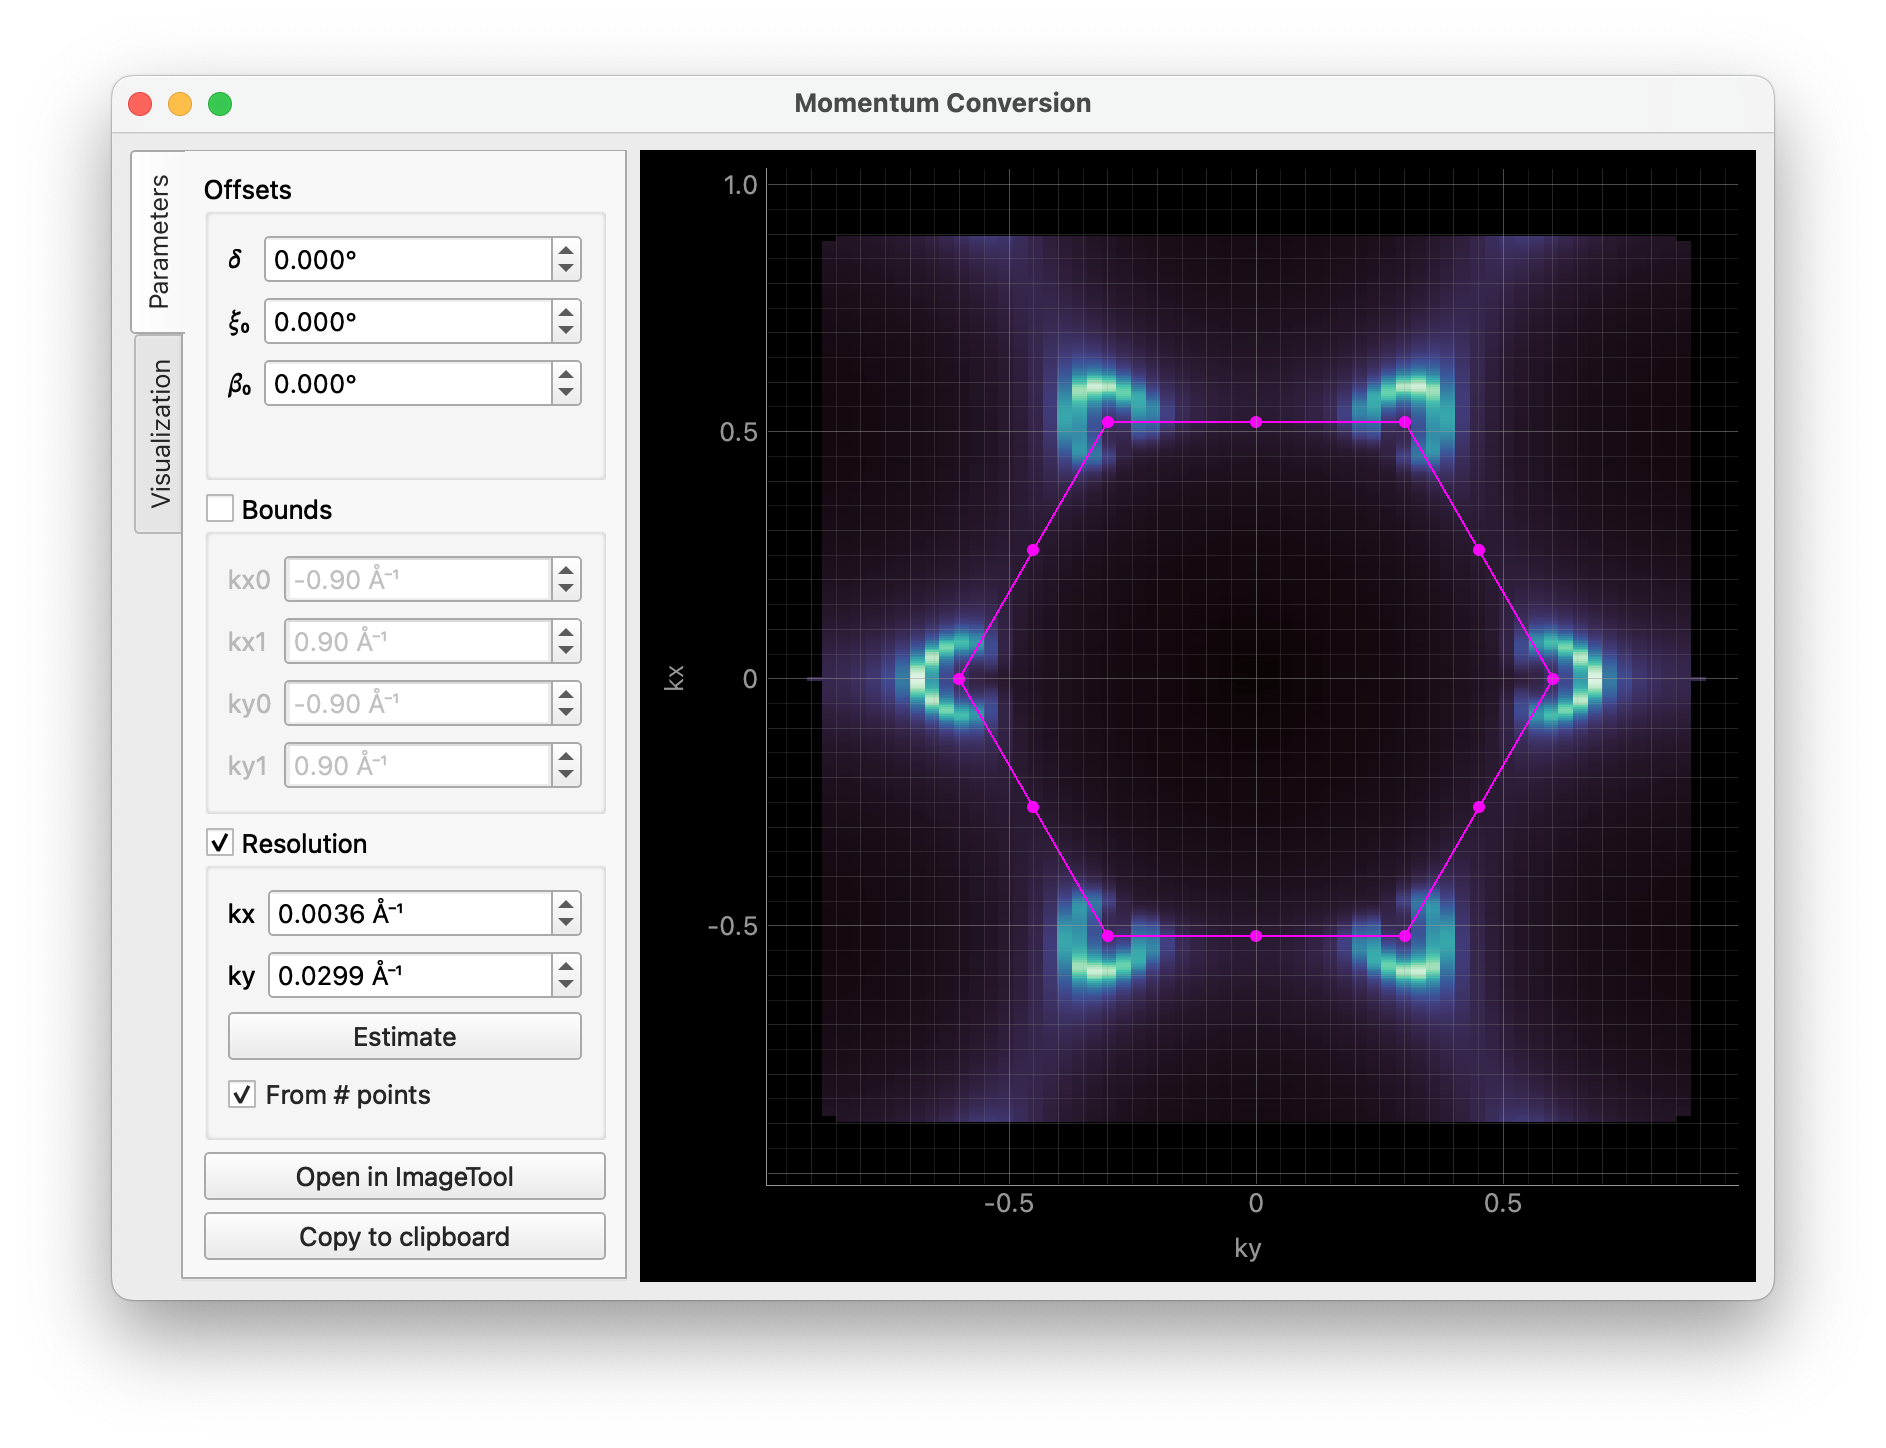 Momentum Conversion
Parameters
Visualization
Offsets
δ 0.000°
ξ₀ 0.000°
β₀ 0.000°
Bounds
kx0 -0.90 Å⁻¹
kx1 0.90 Å⁻¹
ky0 -0.90 Å⁻¹
ky1 0.90 Å⁻¹
Resolution
kx 0.0036 Å⁻¹
ky 0.0299 Å⁻¹
Estimate
From # points
Open in ImageTool
Copy to clipboard
1.0
0.5
0
-0.5
kx
-0.5 0 0.5
ky